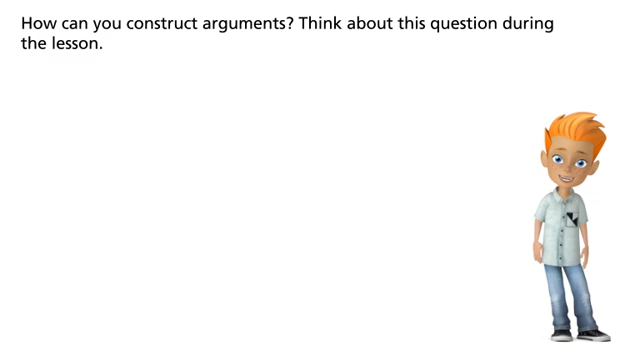 How can you construct arguments? Think about this question during
the lesson.